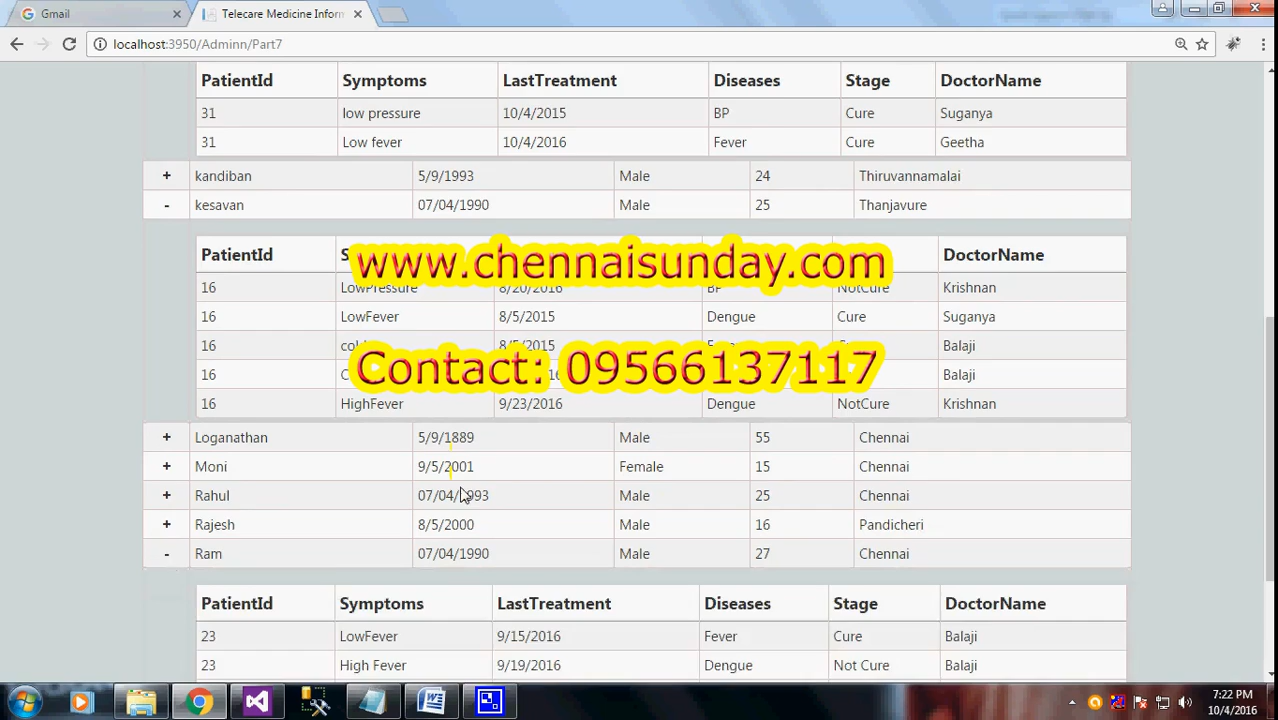 Gmail
Telecare Medicine Inform
localhost:3950/Adminn/Part7
PatientId Symptoms LastTreatment Diseases Stage DoctorName
31 low pressure 10/4/2015 BP Cure Suganya
31 Low fever 10/4/2016 Fever Cure Geetha
+ kandiban 5/9/1993 Male 24 Thiruvannamalai
- kesavan 07/04/1990 Male 25 Thanjavure
PatientId DoctorName
www.chennaisunday.com
16 LowPressure 8/20/2016 BP NotCure Krishnan
16 LowFever 8/5/2015 Dengue Cure Suganya
16 8/5/2015 Balaji
Contact: 09566137117
16 Balaji
16 HighFever 9/23/2016 Dengue NotCure Krishnan
+ Loganathan 5/9/1889 Male 55 Chennai
+ Moni 9/5/2001 Female 15 Chennai
+ Rahul 07/04/1993 Male 25 Chennai
+ Rajesh 8/5/2000 Male 16 Pandicheri
- Ram 07/04/1990 Male 27 Chennai
PatientId Symptoms LastTreatment Diseases Stage DoctorName
23 LowFever 9/15/2016 Fever Cure Balaji
23 High Fever 9/19/2016 Dengue Not Cure Balaji
7:22 PM
10/4/2016